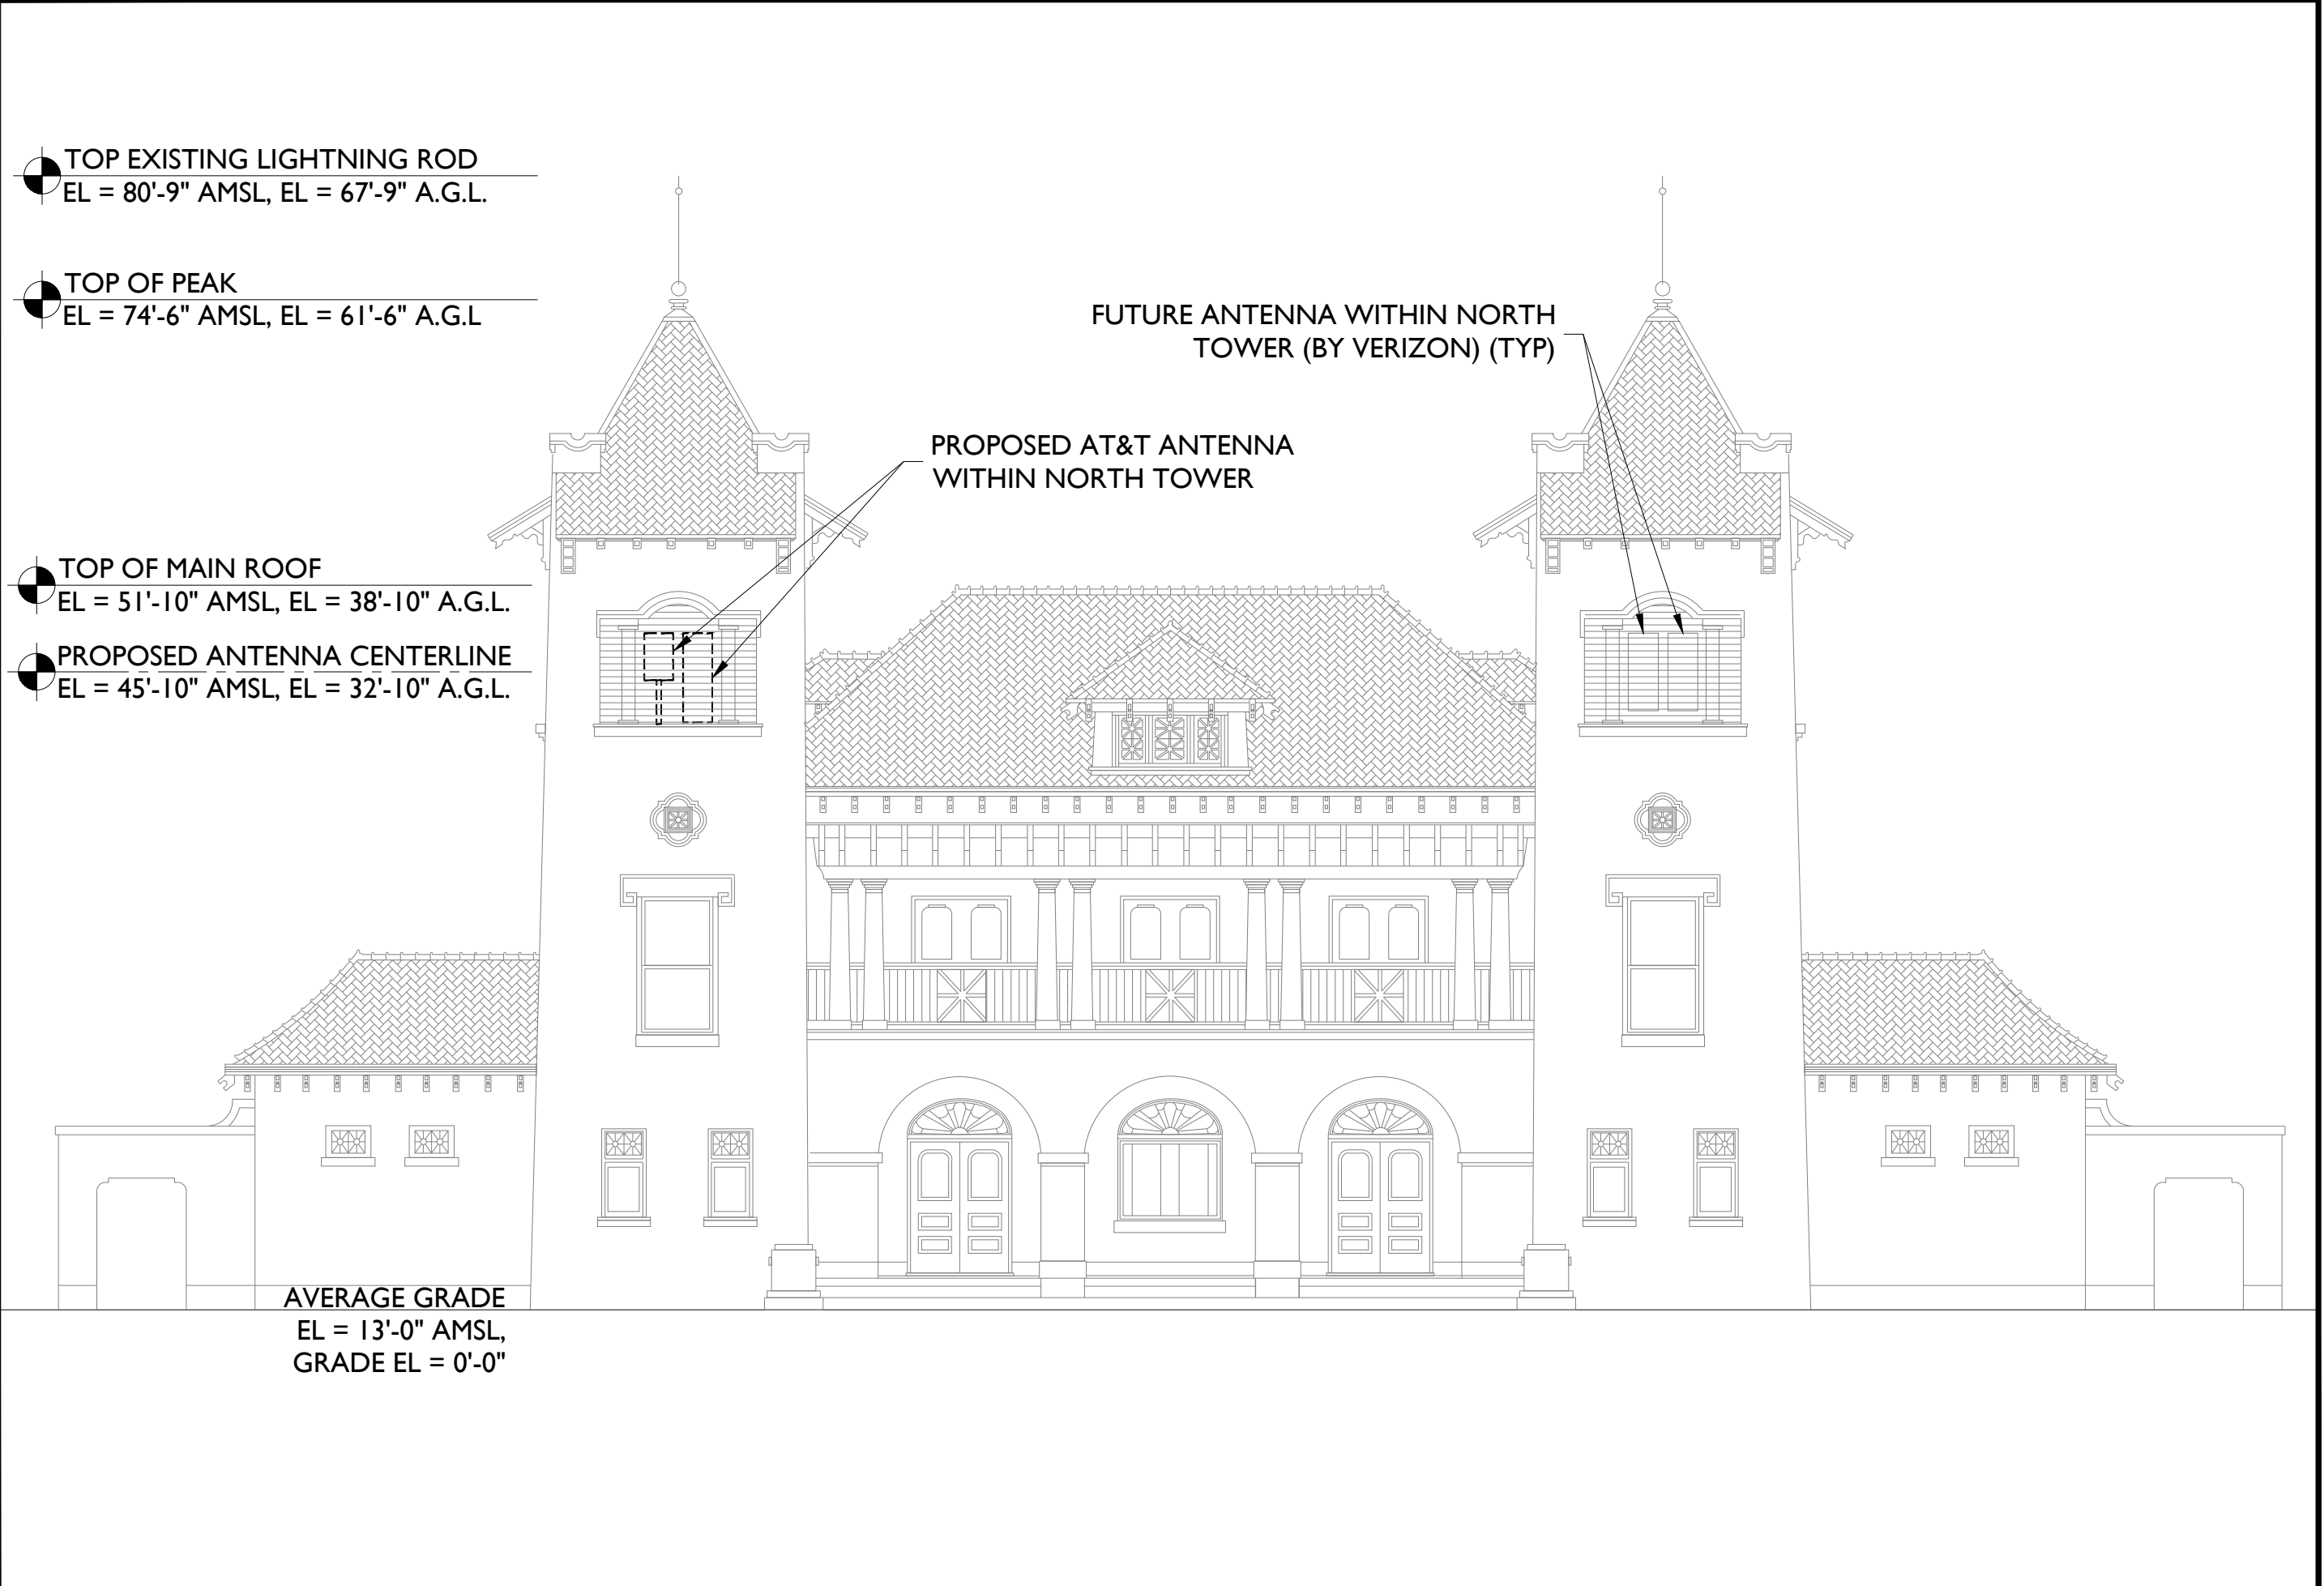 TOP EXISTING LIGHTNING ROD
EL = 80'-9" AMSL, EL = 67'-9" A.G.L.
TOP OF PEAK
EL = 74'-6" AMSL, EL = 61'-6" A.G.L
FUTURE ANTENNA WITHIN NORTH
TOWER (BY VERIZON) (TYP)
PROPOSED AT&T ANTENNA
WITHIN NORTH TOWER
TOP OF MAIN ROOF
EL = 51'-10" AMSL, EL = 38'-10" A.G.L.
PROPOSED ANTENNA CENTERLINE
EL = 45'-10" AMSL, EL = 32'-10" A.G.L.
AVERAGE GRADE
EL = 13'-0" AMSL,
GRADE EL = 0'-0"